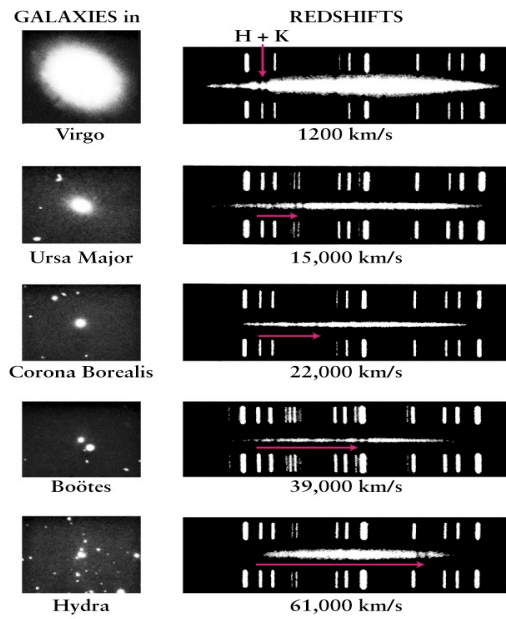 GALAXIES in
REDSHIFTS
H + K
Virgo
1200 km/s
Ursa Major
15,000 km/s
Corona Borealis
22,000 km/s
Boötes
39,000 km/s
Hydra
61,000 km/s